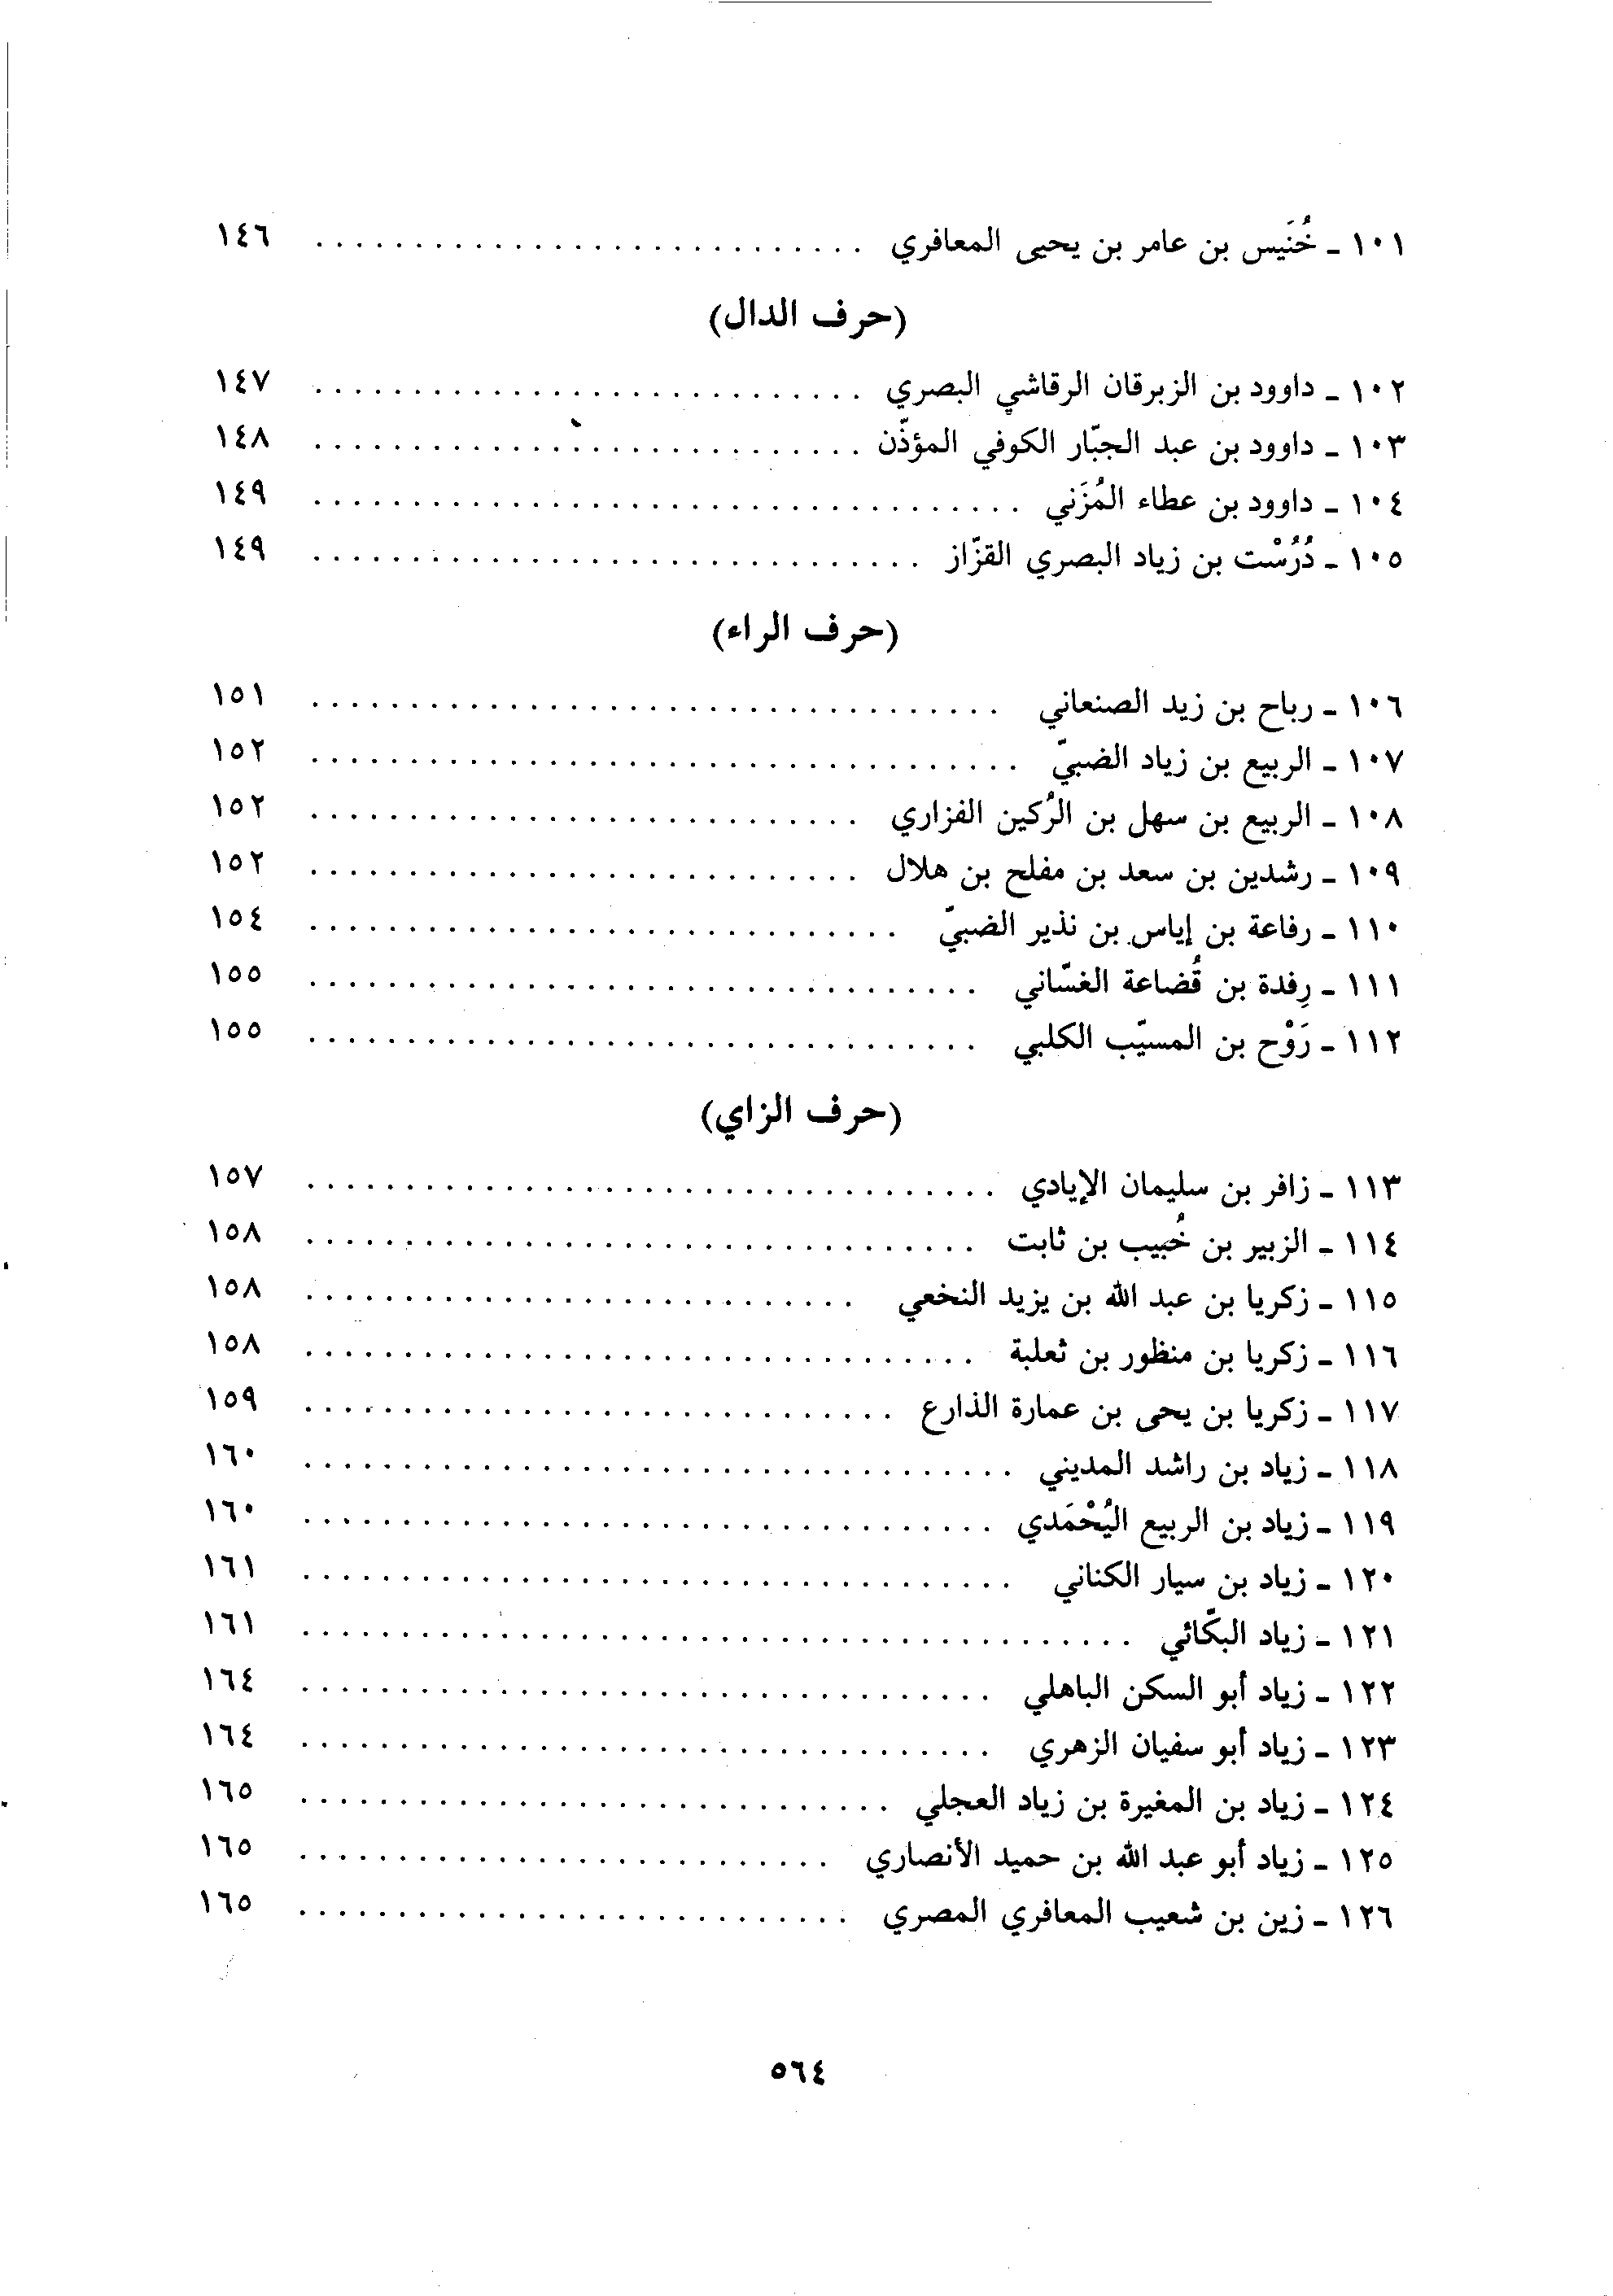 ١٠١ - خُنَيس بن عامر بن يحيى المعافري ........................... ١٤٦
(حرف الدال)
١٠٢ - داوود بن الزبرقان الرقاشي البصري ........................... ١٤٧
١٠٣ - داوود بن عبد الجبّار الكوفي المؤذّن ........................... ١٤٨
١٠٤ - داوود بن عطاء المُزَني ................................... ١٤٩
١٠٥ - دُرُسْت بن زياد البصري القزّاز .............................. ١٤٩
(حرف الراء)
١٠٦ - رباح بن زيد الصنعاني .................................. ١٥١
١٠٧ - الربيع بن زياد الضبيّ ................................... ١٥٢
١٠٨ - الربيع بن سهل بن الرُكين الفزاري ........................... ١٥٢
١٠٩ - رشدين بن سعد بن مفلح بن هلال ........................... ١٥٢
١١٠ - رفاعة بن إياس بن نذير الضبيّ ............................. ١٥٤
١١١ - رِفدة بن قُضاعة الغسّاني ................................. ١٥٥
١١٢ - رَوْح بن المسيّب الكلبي ................................. ١٥٥
(حرف الزاي)
١١٣ - زافر بن سليمان الإيادي .................................. ١٥٧
١١٤ - الزبير بن خُبيب بن ثابت ................................. ١٥٨
١١٥ - زكريا بن عبد الله بن يزيد النخعي ........................... ١٥٨
١١٦ - زكريا بن منظور بن ثعلبة ................................. ١٥٨
١١٧ - زكريا بن يحى بن عمارة الذارع ............................. ١٥٩
١١٨ - زياد بن راشد المديني ................................... ١٦٠
١١٩ - زياد بن الربيع اليُحْمَدي .................................. ١٦٠
١٢٠ - زياد بن سيار الكناني ................................... ١٦١
١٢١ - زياد البكّائي ......................................... ١٦١
١٢٢ - زياد أبو السكن الباهلي .................................. ١٦٤
١٢٣ - زياد أبو سفيان الزهري .................................. ١٦٤
١٢٤ - زياد بن المغيرة بن زياد العجلي ............................. ١٦٥
١٢٥ - زياد أبو عبد الله بن حميد الأنصاري .......................... ١٦٥
١٢٦ - زين بن شعيب المعافري المصري ........................... ١٦٥
٥٦٤